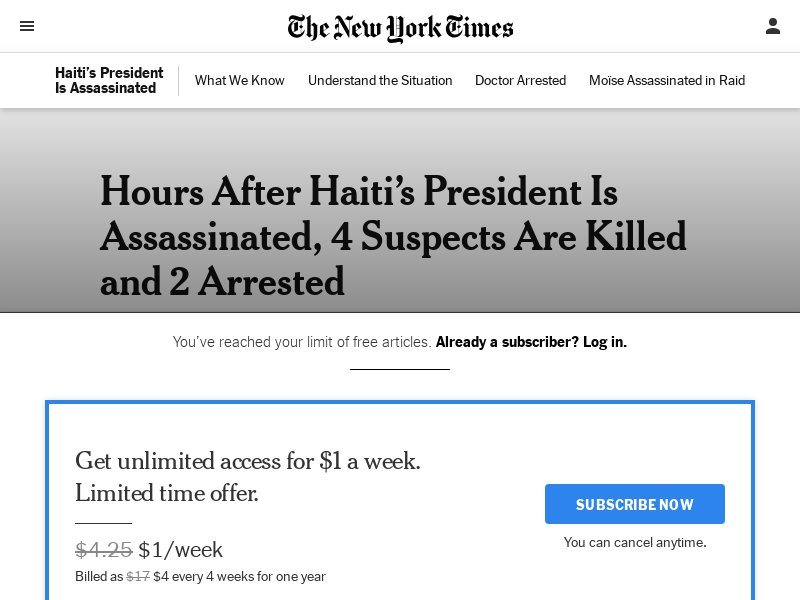 The New York Times
Haiti’s President
Is Assassinated
What We Know
Understand the Situation
Doctor Arrested
Moïse Assassinated in Raid
Hours After Haiti’s President Is
Assassinated, 4 Suspects Are Killed
and 2 Arrested
You’ve reached your limit of free articles. Already a subscriber? Log in.
Get unlimited access for $1 a week.
Limited time offer.
$4.25 $1/week
Billed as $17 $4 every 4 weeks for one year
SUBSCRIBE NOW
You can cancel anytime.